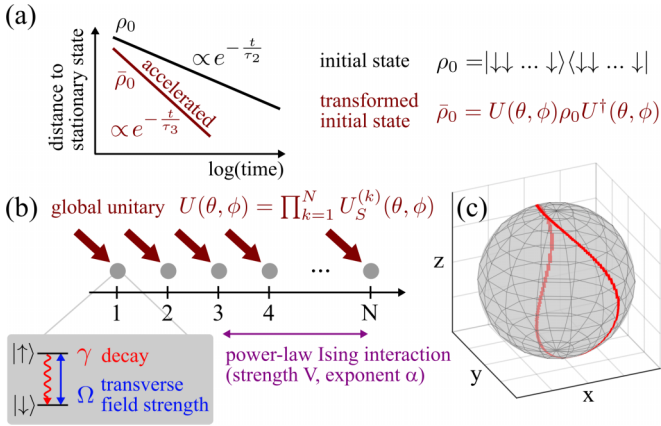 (a)
distance to
stationary state
ρ₀
∝e^{-t/τ₂}
ρ̄₀
accelerated
∝e^{-t/τ₃}
log(time)
initial state ρ₀=|↓↓ ... ↓⟩⟨↓↓ ... ↓|
transformed
initial state ρ̄₀ = U(θ, ϕ)ρ₀U†(θ, ϕ)
(b)
global unitary U(θ, ϕ) = ∏_{k=1}^{N} U_S^{(k)}(θ, ϕ)
...
1 2 3 4 N
|↑⟩ γ decay
Ω transverse
field strength
|↓⟩
power-law Ising interaction
(strength V, exponent α)
(c)
z
y
x